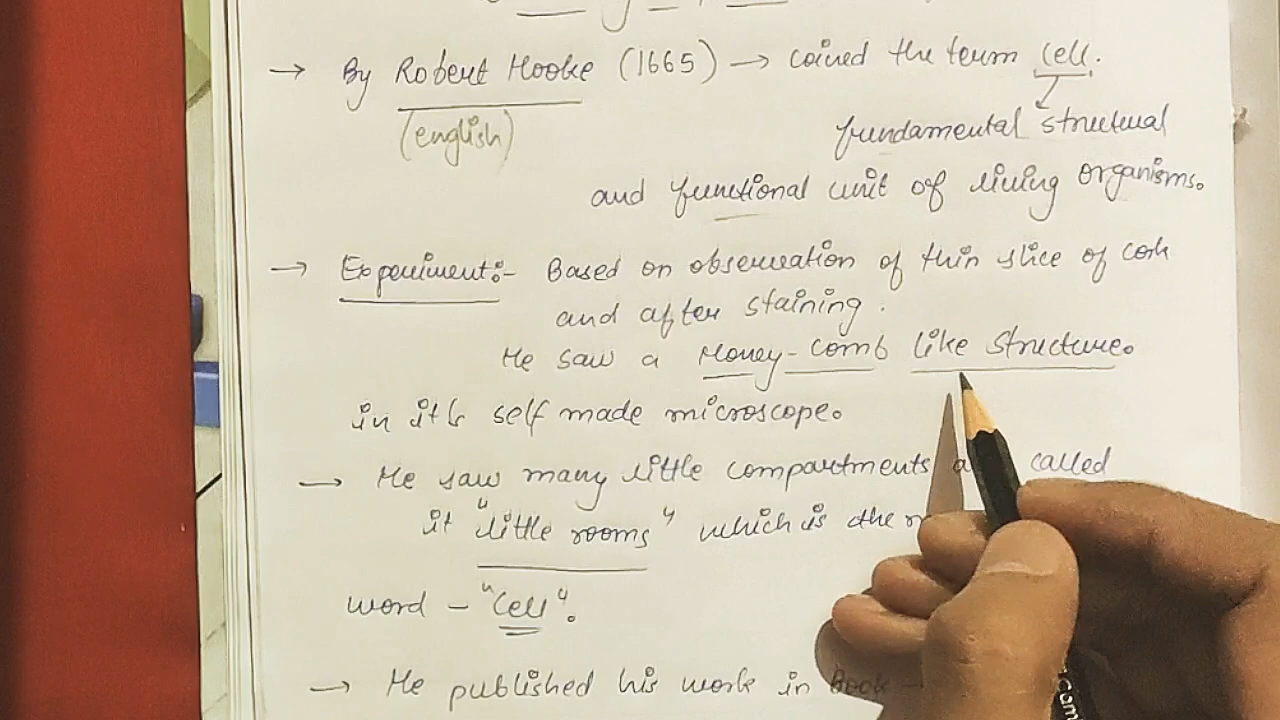 → By Robert Hooke (1665) → coined the term cell.
(english)
fundamental structual
and functional unit of living organisms.
→ Experiment:- Based on observation of thin slice of cork
and after staining.
He saw a Honey-comb like structure.
in it's self made microscope.
→ He saw many little compartments called
it "little rooms" which is the
word - "cell".
→ He published his work in Book -